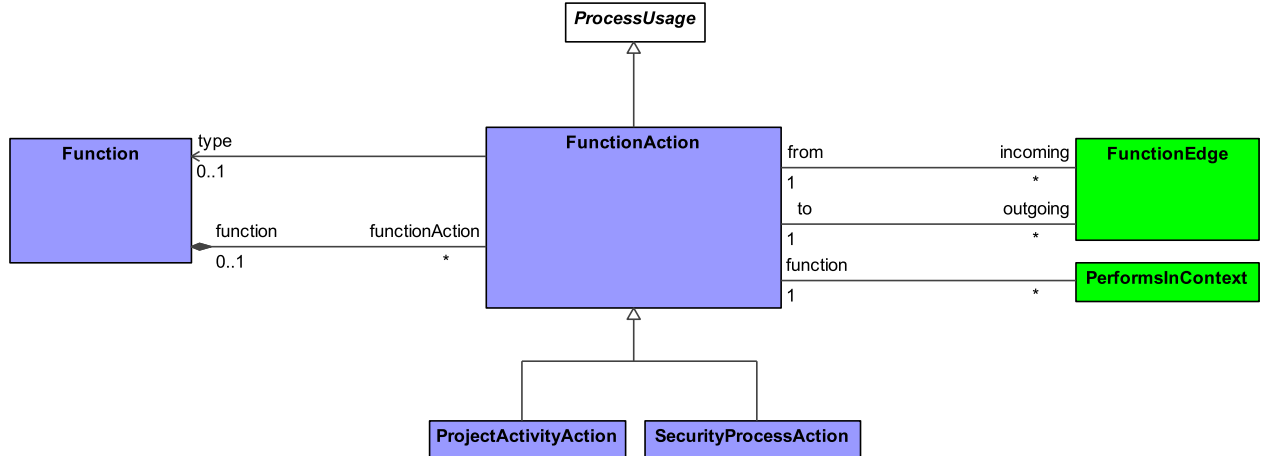 ProcessUsage
Function
type
0..1
function
functionAction
0..1
*
FunctionAction
from
incoming
1
*
to
outgoing
1
*
function
1
*
FunctionEdge
PerformsInContext
ProjectActivityAction
SecurityProcessAction